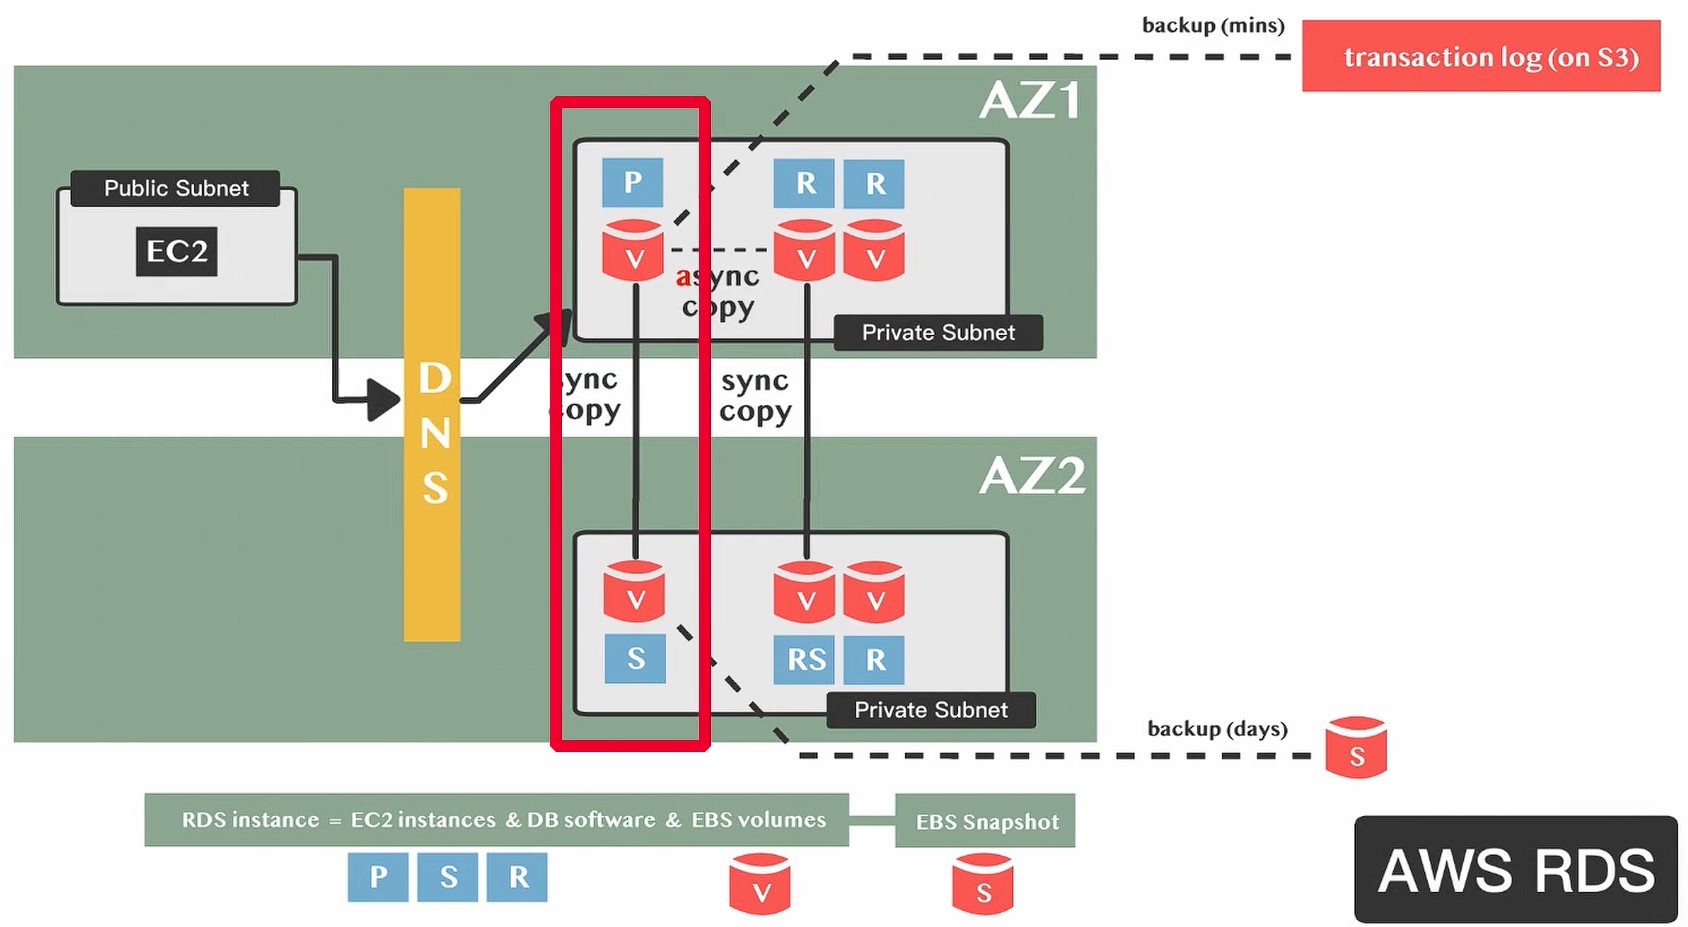 backup (mins)
transaction log (on S3)
AZ1
Public Subnet
EC2
P
R
R
V
V
V
async
copy
Private Subnet
DNS
sync
copy
sync
copy
AZ2
V
V
V
S
RS
R
Private Subnet
backup (days)
S
RDS instance = EC2 instances & DB software & EBS volumes
EBS Snapshot
P
S
R
V
S
AWS RDS